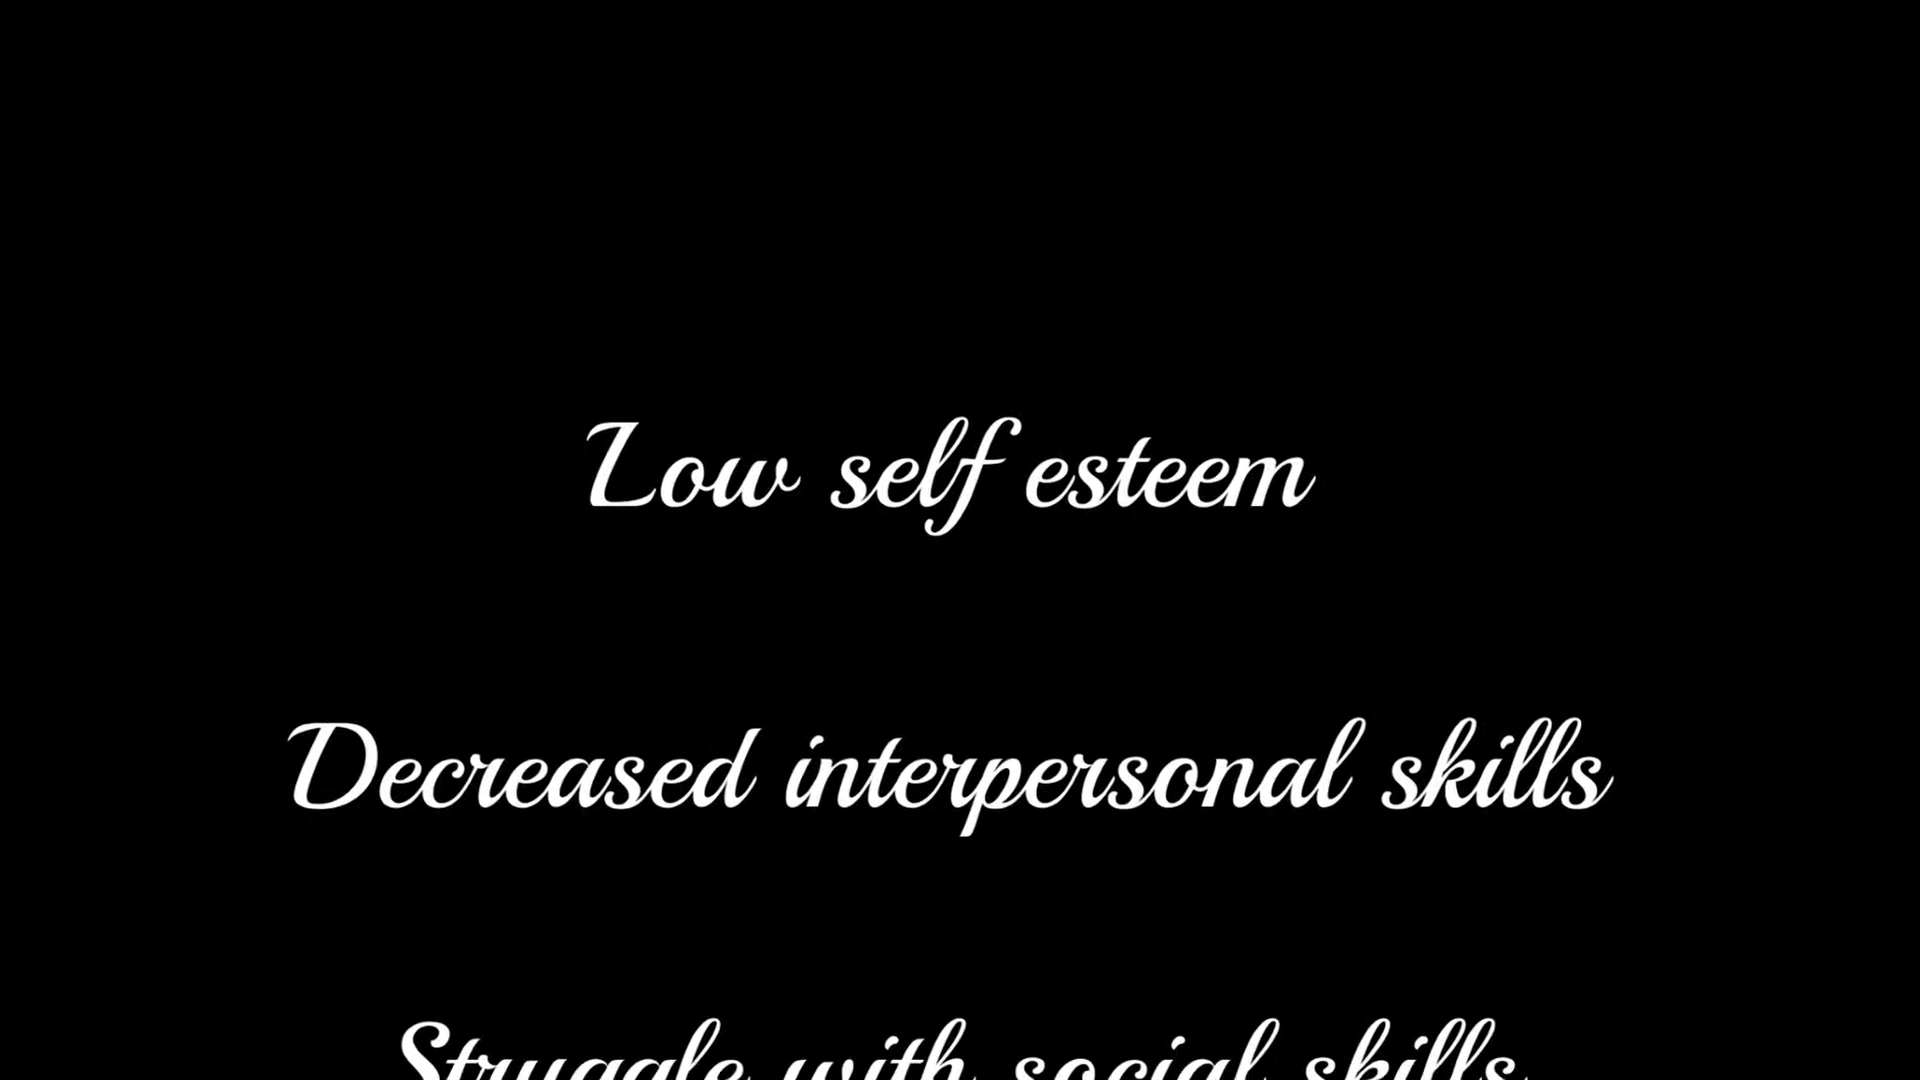 Low self esteem
Decreased interpersonal skills
Struggle with social skills